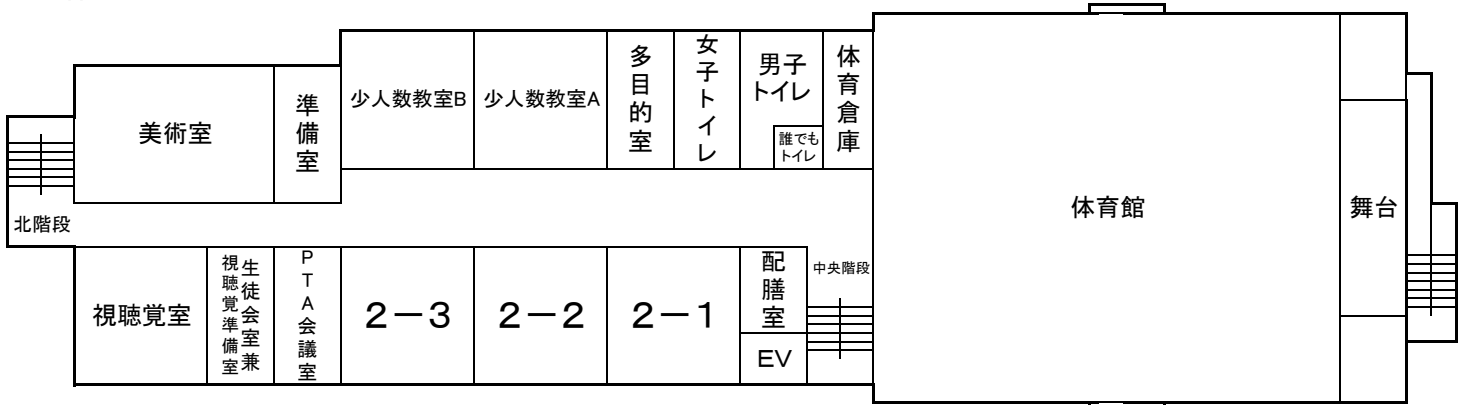 美術室
準備室
少人数教室B
少人数教室A
多目的室
女子トイレ
男子
トイレ
誰でも
トイレ
体育倉庫
体育館
舞台
北階段
視聴覚室
生徒会室兼
視聴覚準備室
PTA会議室
2－3
2－2
2－1
配膳室
EV
中央階段